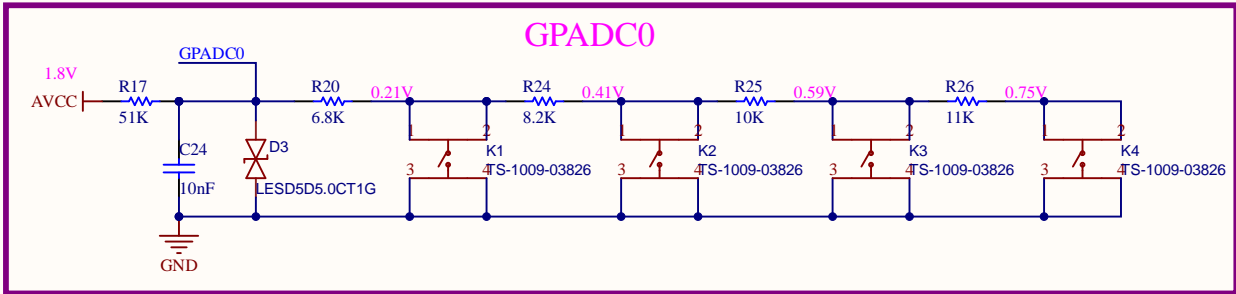 GPADC0
GPADC0
1.8V
AVCC
R17
51K
R20
6.8K
0.21V
R24
8.2K
0.41V
R25
10K
0.59V
R26
11K
0.75V
C24
10nF
D3
LESD5D5.0CT1G
1 2
3 4
K1
TS-1009-03826
1 2
3 4
K2
TS-1009-03826
1 2
3 4
K3
TS-1009-03826
1 2
3 4
K4
TS-1009-03826
GND